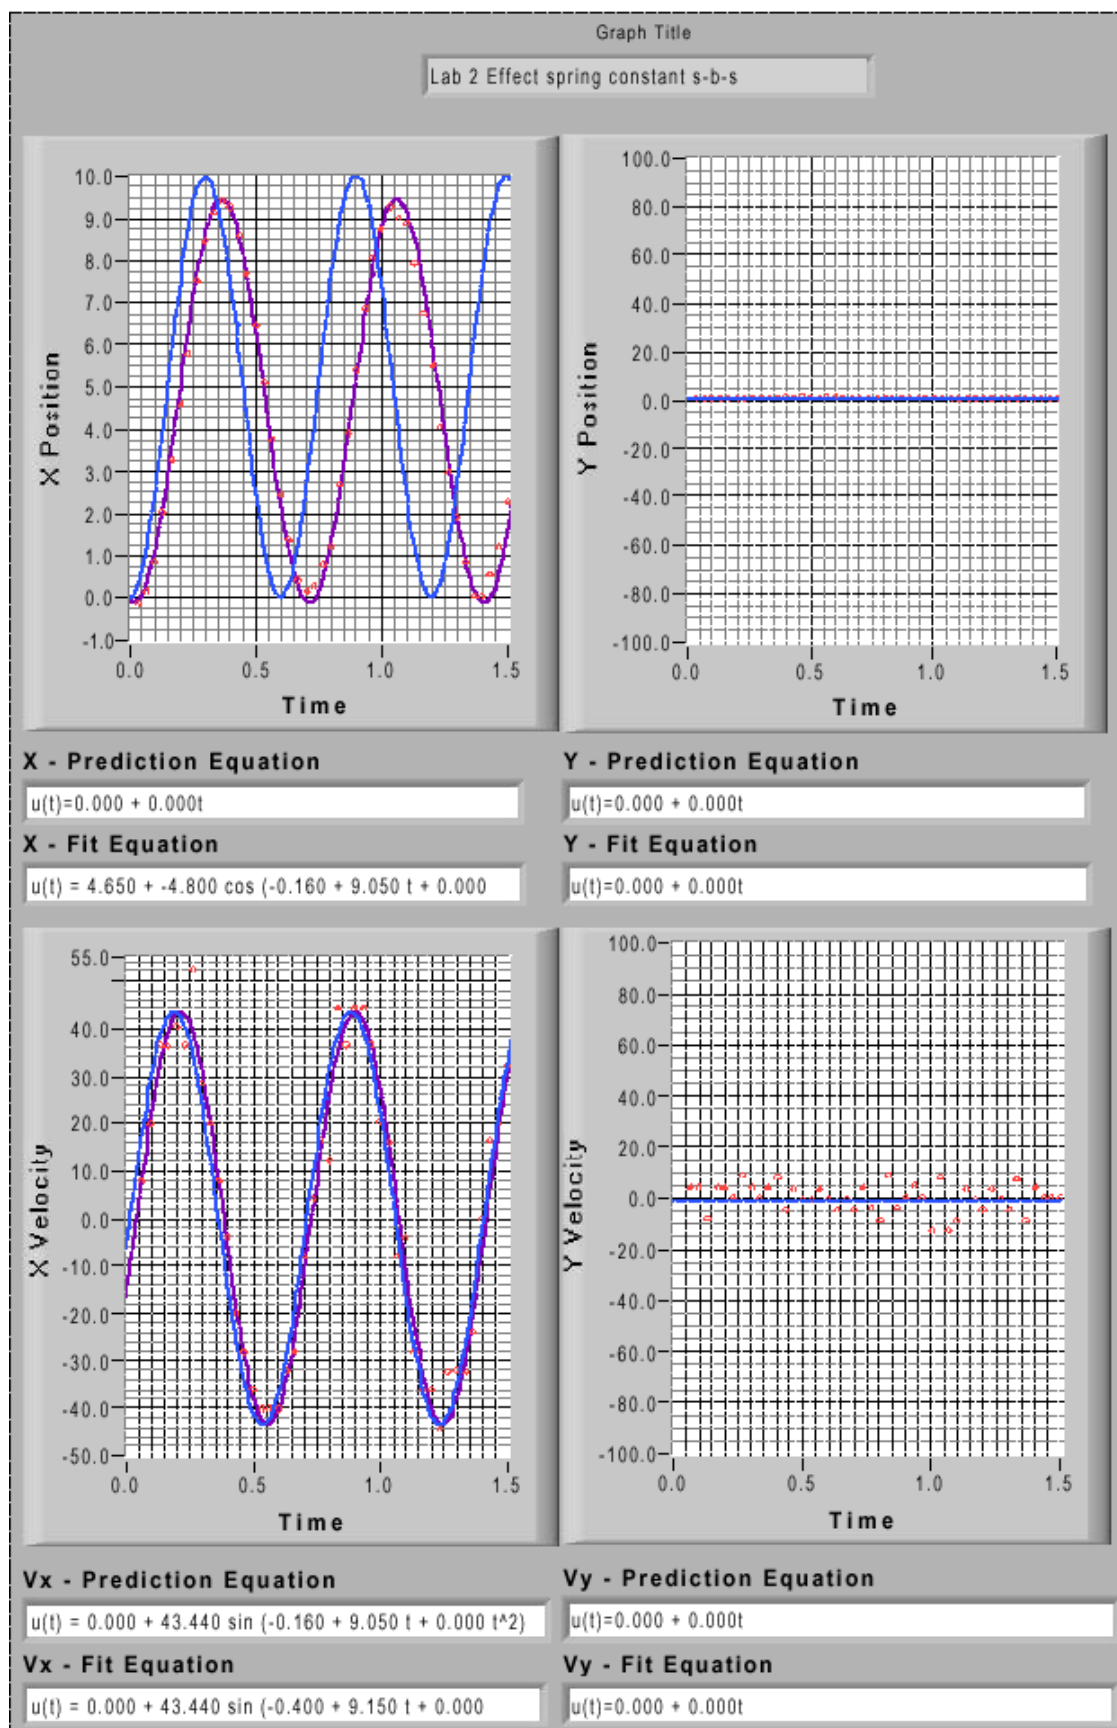 Graph Title
Lab 2 Effect spring constant s-b-s
10.0
9.0
8.0
7.0
6.0
5.0
4.0
3.0
2.0
1.0
0.0
-1.0
X Position
0.0 0.5 1.0 1.5
Time
100.0
80.0
60.0
40.0
20.0
0.0
-20.0
-40.0
-60.0
-80.0
-100.0
Y Position
0.0 0.5 1.0 1.5
Time
X - Prediction Equation
u(t)=0.000 + 0.000t
Y - Prediction Equation
u(t)=0.000 + 0.000t
X - Fit Equation
u(t) = 4.650 + -4.800 cos (-0.160 + 9.050 t + 0.000
Y - Fit Equation
u(t)=0.000 + 0.000t
55.0
40.0
30.0
20.0
10.0
0.0
-10.0
-20.0
-30.0
-40.0
-50.0
X Velocity
0.0 0.5 1.0 1.5
Time
100.0
80.0
60.0
40.0
20.0
0.0
-20.0
-40.0
-60.0
-80.0
-100.0
Y Velocity
0.0 0.5 1.0 1.5
Time
Vx - Prediction Equation
u(t) = 0.000 + 43.440 sin (-0.160 + 9.050 t + 0.000 t^2)
Vy - Prediction Equation
u(t)=0.000 + 0.000t
Vx - Fit Equation
u(t) = 0.000 + 43.440 sin (-0.400 + 9.150 t + 0.000
Vy - Fit Equation
u(t)=0.000 + 0.000t